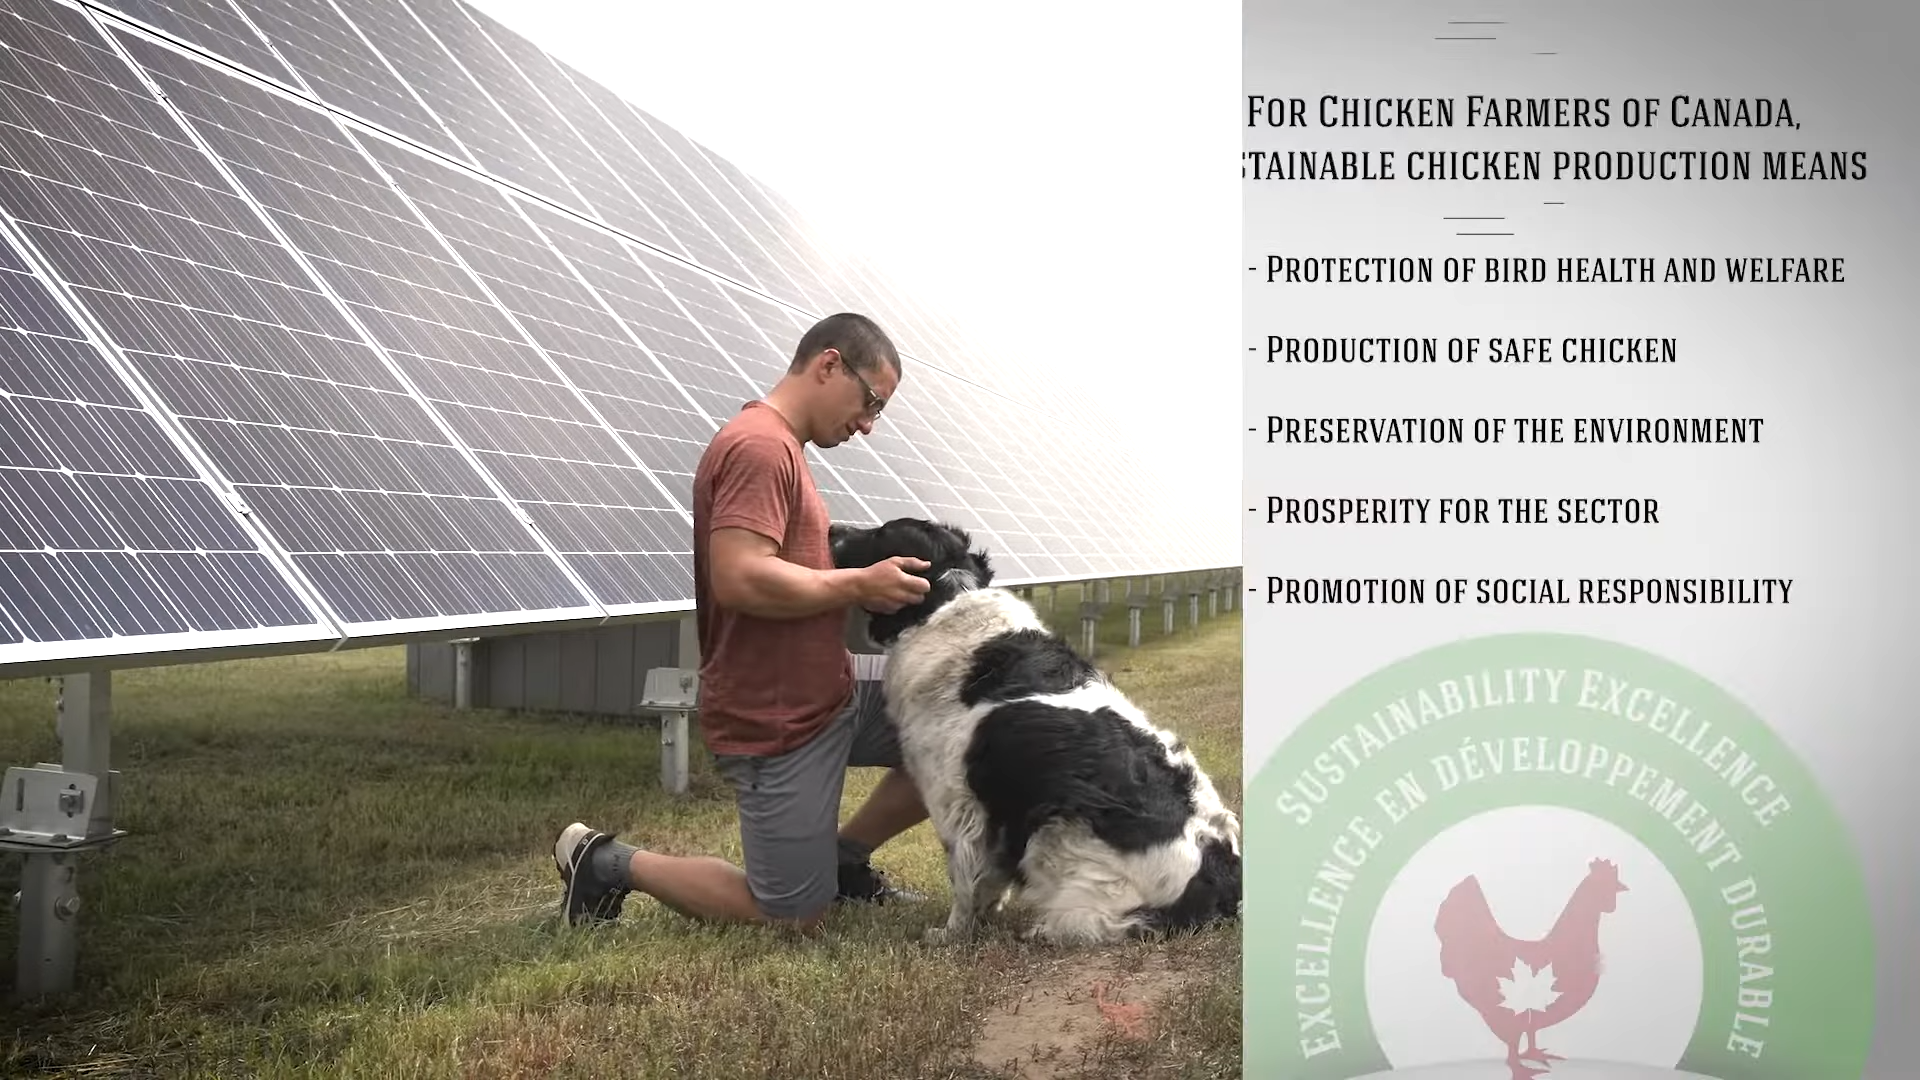 For Chicken Farmers of Canada,
stainable chicken production means
- Protection of bird health and welfare
- Production of safe chicken
- Preservation of the environment
- Prosperity for the sector
- Promotion of social responsibility
Sustainability Excellence
Excellence en développement durable